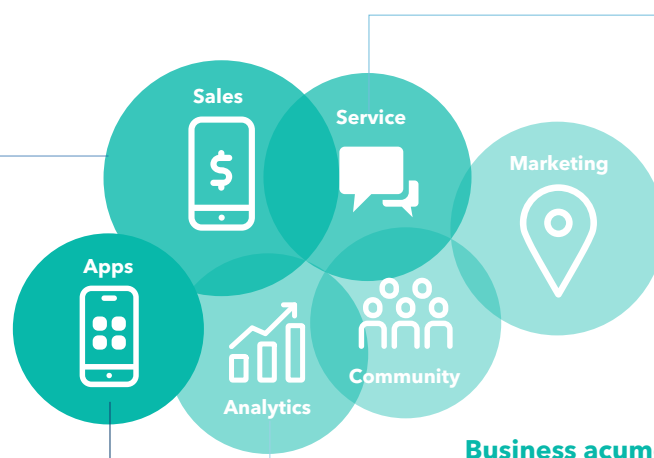 Sales
Service
Marketing
Apps
$
Community
Analytics
Business acum